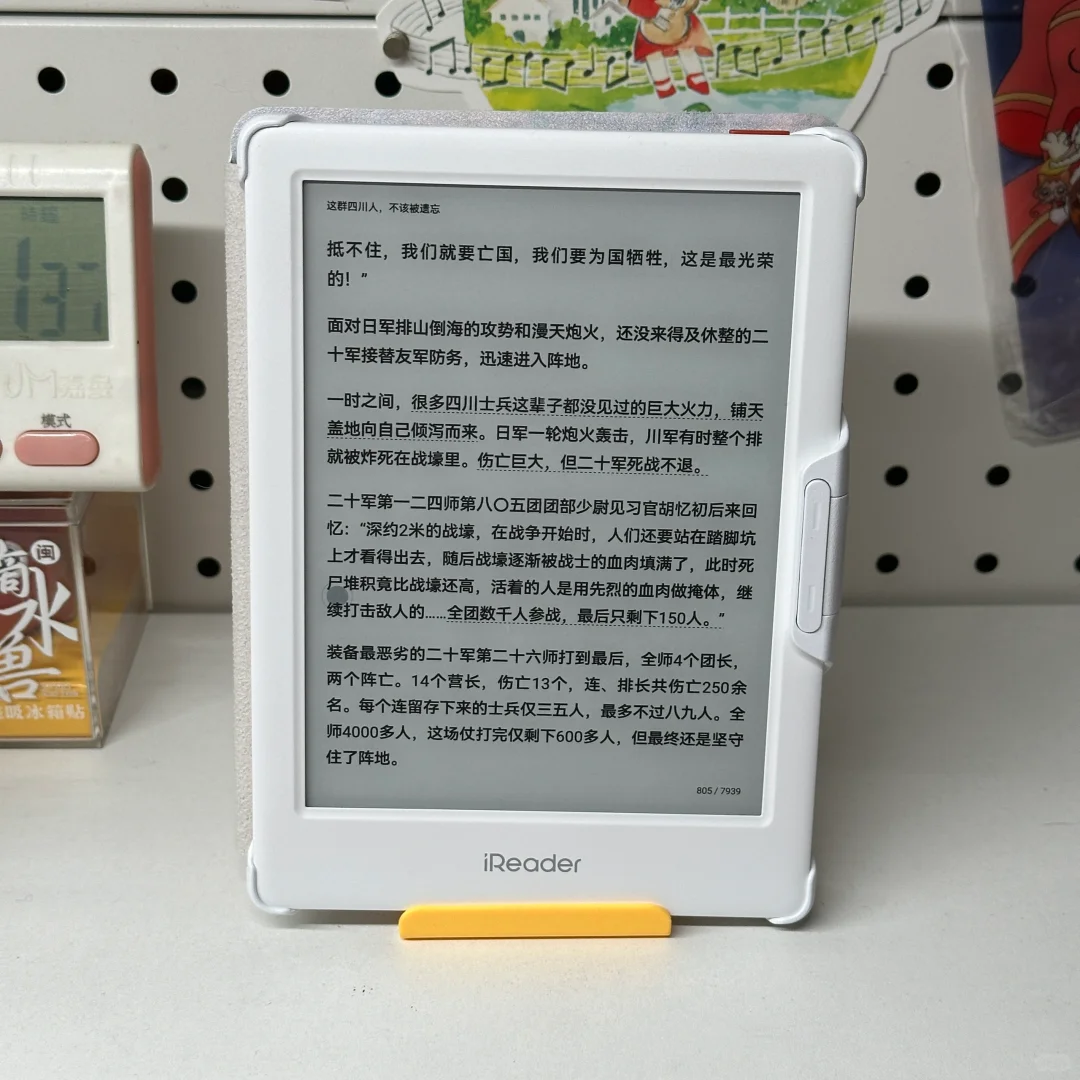 这群四川人，不该被遗忘
抵不住，我们就要亡国，我们要为国牺牲，这是最光荣
的！”
面对日军排山倒海的攻势和漫天炮火，还没来得及休整的二
十军接替友军防务，迅速进入阵地。
一时之间，很多四川士兵这辈子都没见过的巨大火力，铺天
盖地向自己倾泻而来。日军一轮炮火轰击，川军有时整个排
就被炸死在战壕里。伤亡巨大，但二十军死战不退。
二十军第一二四师第八〇五团团部少尉见习官胡忆初后来回
忆：“深约2米的战壕，在战争开始时，人们还要站在踏脚坑
上才看得出去，随后战壕逐渐被战士的血肉填满了，此时死
尸堆积竟比战壕还高，活着的人是用先烈的血肉做掩体，继
续打击敌人的……全团数千人参战，最后只剩下150人。”
装备最恶劣的二十军第二十六师打到最后，全师4个团长，
两个阵亡。14个营长，伤亡13个，连、排长共伤亡250余
名。每个连留存下来的士兵仅三五人，最多不过八九人。全
师4000多人，这场仗打完仅剩下600多人，但最终还是坚守
住了阵地。
805 / 7939
iReader
模式
闽
水
兽
吸冰箱贴